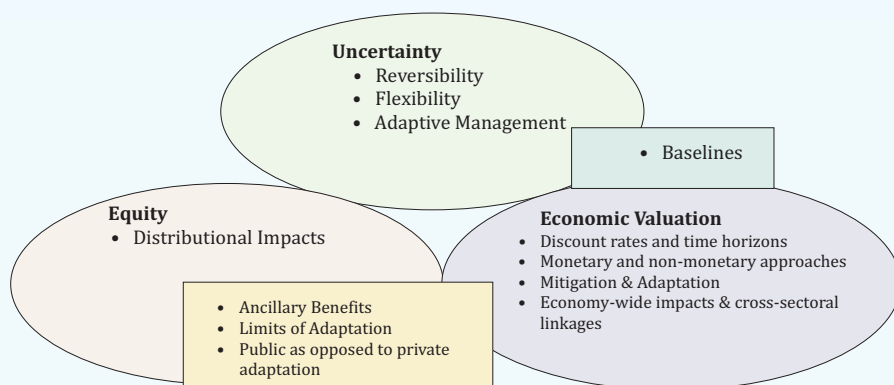 Uncertainty
• Reversibility
• Flexibility
• Adaptive Management
• Baselines
Equity
• Distributional Impacts
Economic Valuation
• Discount rates and time horizons
• Monetary and non-monetary approaches
• Mitigation & Adaptation
• Economy-wide impacts & cross-sectoral
linkages
• Ancillary Benefits
• Limits of Adaptation
• Public as opposed to private
adaptation